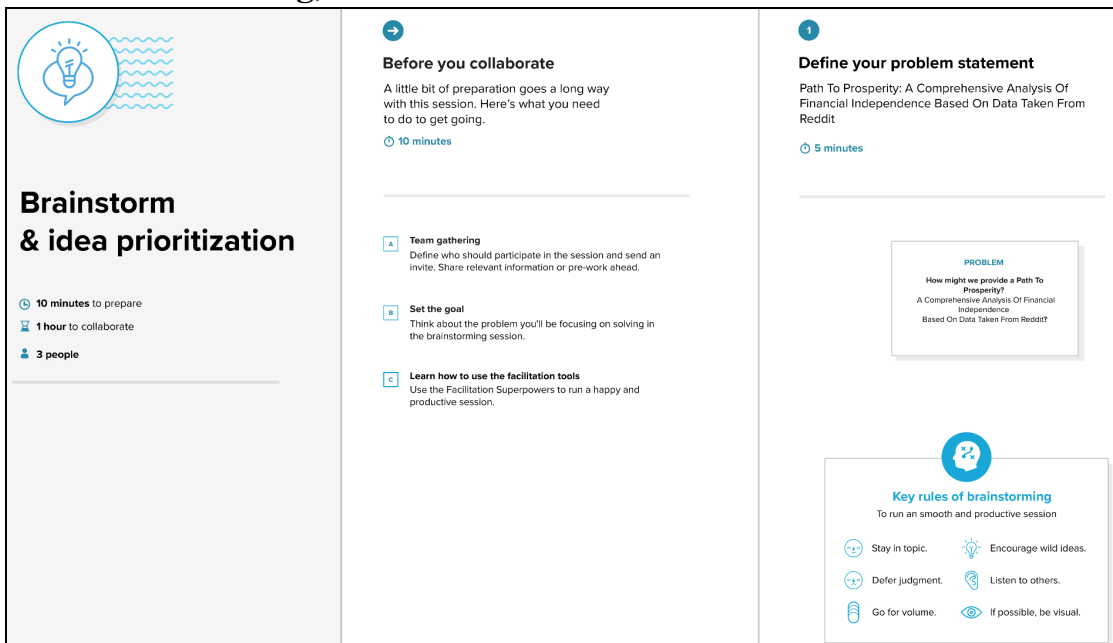 Brainstorm
& idea prioritization
10 minutes to prepare
1 hour to collaborate
3 people
Before you collaborate
A little bit of preparation goes a long way
with this session. Here's what you need
to do to get going.
10 minutes
A
Team gathering
Define who should participate in the session and send an
invite. Share relevant information or pre-work ahead.
B
Set the goal
Think about the problem you'll be focusing on solving in
the brainstorming session.
C
Learn how to use the facilitation tools
Use the Facilitation Superpowers to run a happy and
productive session.
1
Define your problem statement
Path To Prosperity: A Comprehensive Analysis Of
Financial Independence Based On Data Taken From
Reddit
5 minutes
PROBLEM
How might we provide a Path To
Prosperity?
A Comprehensive Analysis Of Financial
Independence
Based On Data Taken From Reddit?
Key rules of brainstorming
To run an smooth and productive session
Stay in topic.
Encourage wild ideas.
Defer judgment.
Listen to others.
Go for volume.
If possible, be visual.